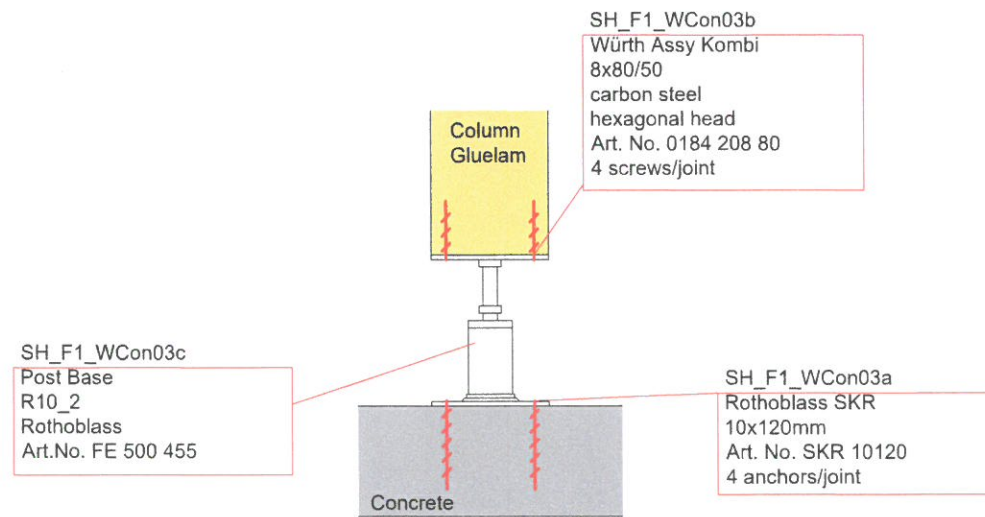 SH_F1_WCon03b
Würth Assy Kombi
8x80/50
carbon steel
hexagonal head
Art. No. 0184 208 80
4 screws/joint
Column
Gluelam
SH_F1_WCon03c
Post Base
R10_2
Rothoblass
Art.No. FE 500 455
SH_F1_WCon03a
Rothoblass SKR
10x120mm
Art. No. SKR 10120
4 anchors/joint
Concrete